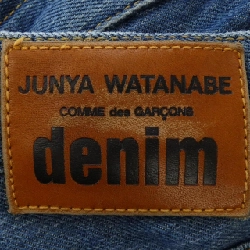 JUNYA WATANABE
COMME des GARÇONS
denim